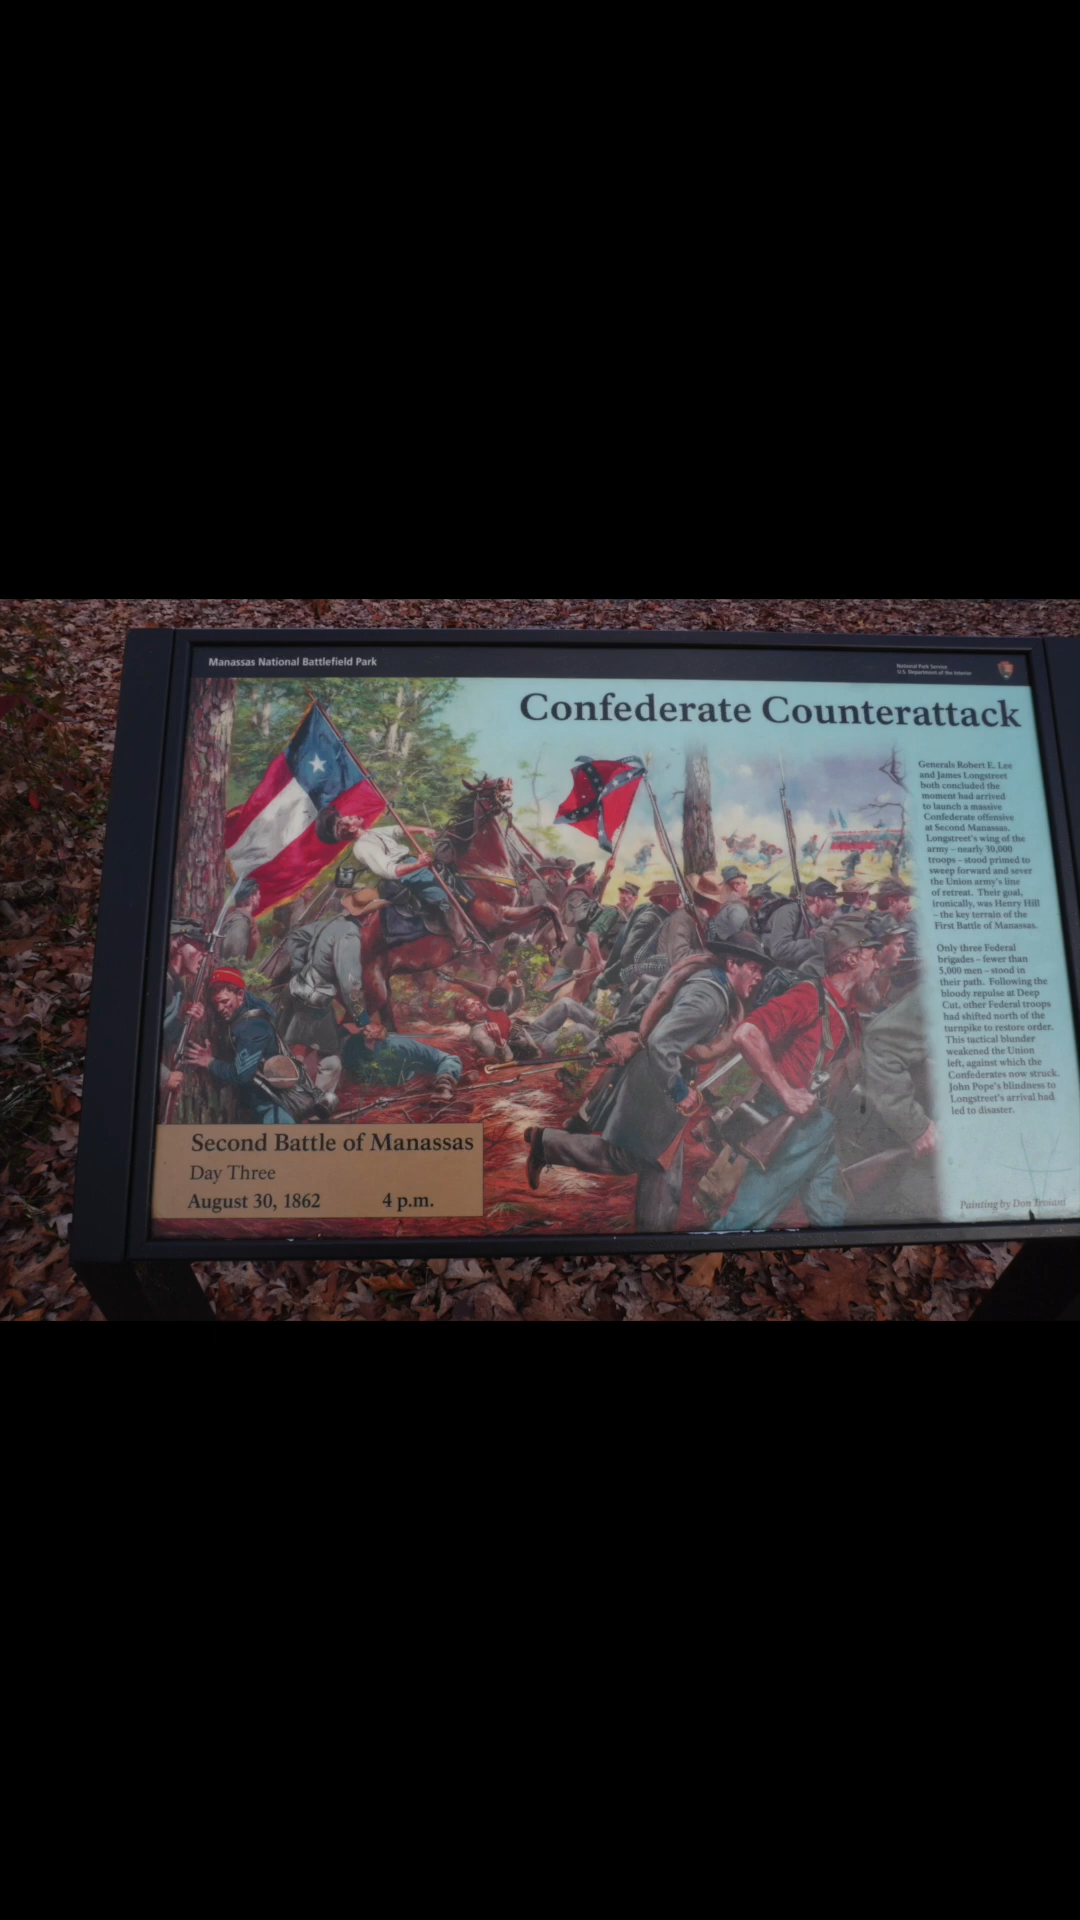 Manassas National Battlefield Park
National Park Service
U.S. Department of the Interior
Confederate Counterattack
Generals Robert E. Lee
and James Longstreet
both concluded the
moment had arrived
to launch a massive
Confederate offensive
at Second Manassas.
Longstreet's wing of the
army – nearly 30,000
troops – stood primed to
sweep forward and sever
the Union army's line
of retreat. Their goal,
ironically, was Henry Hill
– the key terrain of the
First Battle of Manassas.
Only three Federal
brigades – fewer than
5,000 men – stood in
their path. Following the
bloody repulse at Deep
Cut, other Federal troops
had shifted north of the
turnpike to restore order.
This tactical blunder
weakened the Union
left, against which the
Confederates now struck.
John Pope's blindness to
Longstreet's arrival had
led to disaster.
Second Battle of Manassas
Day Three
August 30, 1862 4 p.m.
Painting by Don Troiani